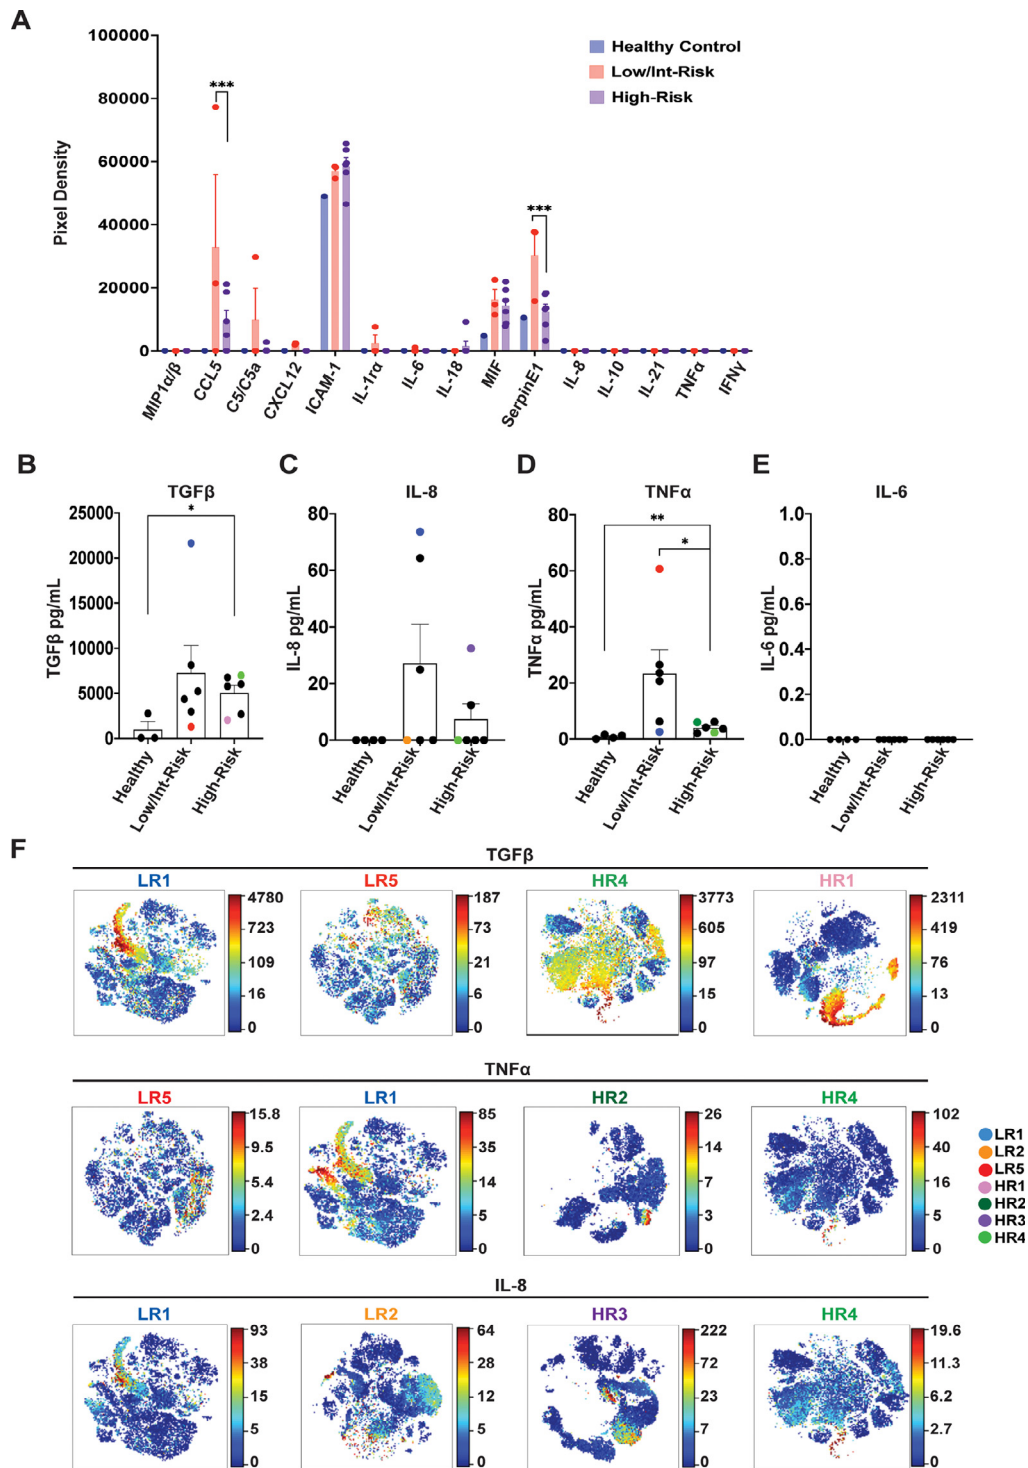 A
100000
80000
60000
40000
20000
0
Pixel Density
Healthy Control
Low/Int-Risk
High-Risk
***
***
MIP1α/β
CCL5
C5/C5a
CXCL12
ICAM-1
IL-1rα
IL-6
IL-18
MIF
SerpinE1
IL-8
IL-10
IL-21
TNFα
IFNγ
B
TGFβ
25000
20000
15000
10000
5000
0
TGFβ pg/mL
*
Healthy
Low/Int-Risk
High-Risk
C
IL-8
80
60
40
20
0
IL-8 pg/mL
Healthy
Low/Int-Risk
High-Risk
D
TNFα
80
60
40
20
0
TNFα pg/mL
**
*
Healthy
Low/Int-Risk
High-Risk
E
IL-6
1.0
0.8
0.6
0.4
0.2
0.0
IL-6 pg/mL
Healthy
Low/Int-Risk
High-Risk
F
TGFβ
LR1
4780
723
109
16
0
LR5
187
73
21
6
0
HR4
3773
605
97
15
0
HR1
2311
419
76
13
0
TNFα
LR5
15.8
9.5
5.4
2.4
0
LR1
85
35
14
5
0
HR2
26
14
7
3
0
HR4
102
40
16
5
0
LR1
LR2
LR5
HR1
HR2
HR3
HR4
IL-8
LR1
93
38
15
5
0
LR2
64
28
12
5
0
HR3
222
72
23
7
0
HR4
19.6
11.3
6.2
2.7
0